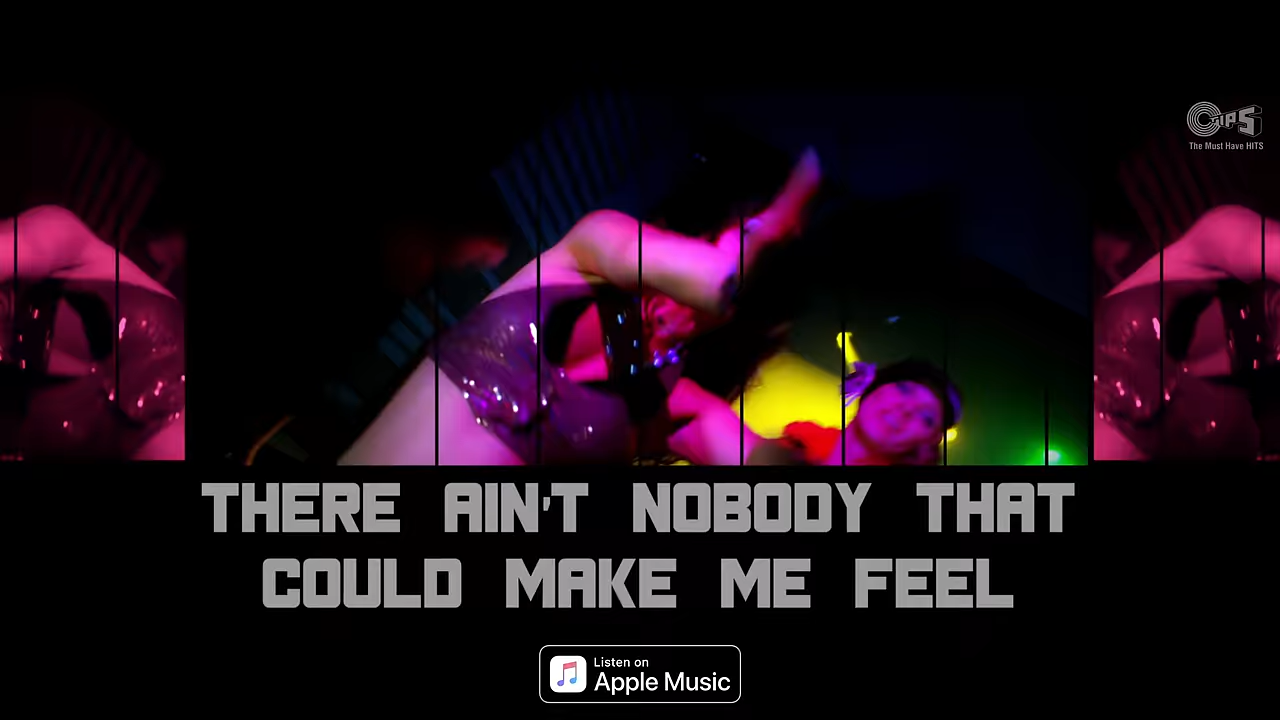 TIPS
The Must Have HITS
THERE AIN'T NOBODY THAT
COULD MAKE ME FEEL
Listen on
Apple Music